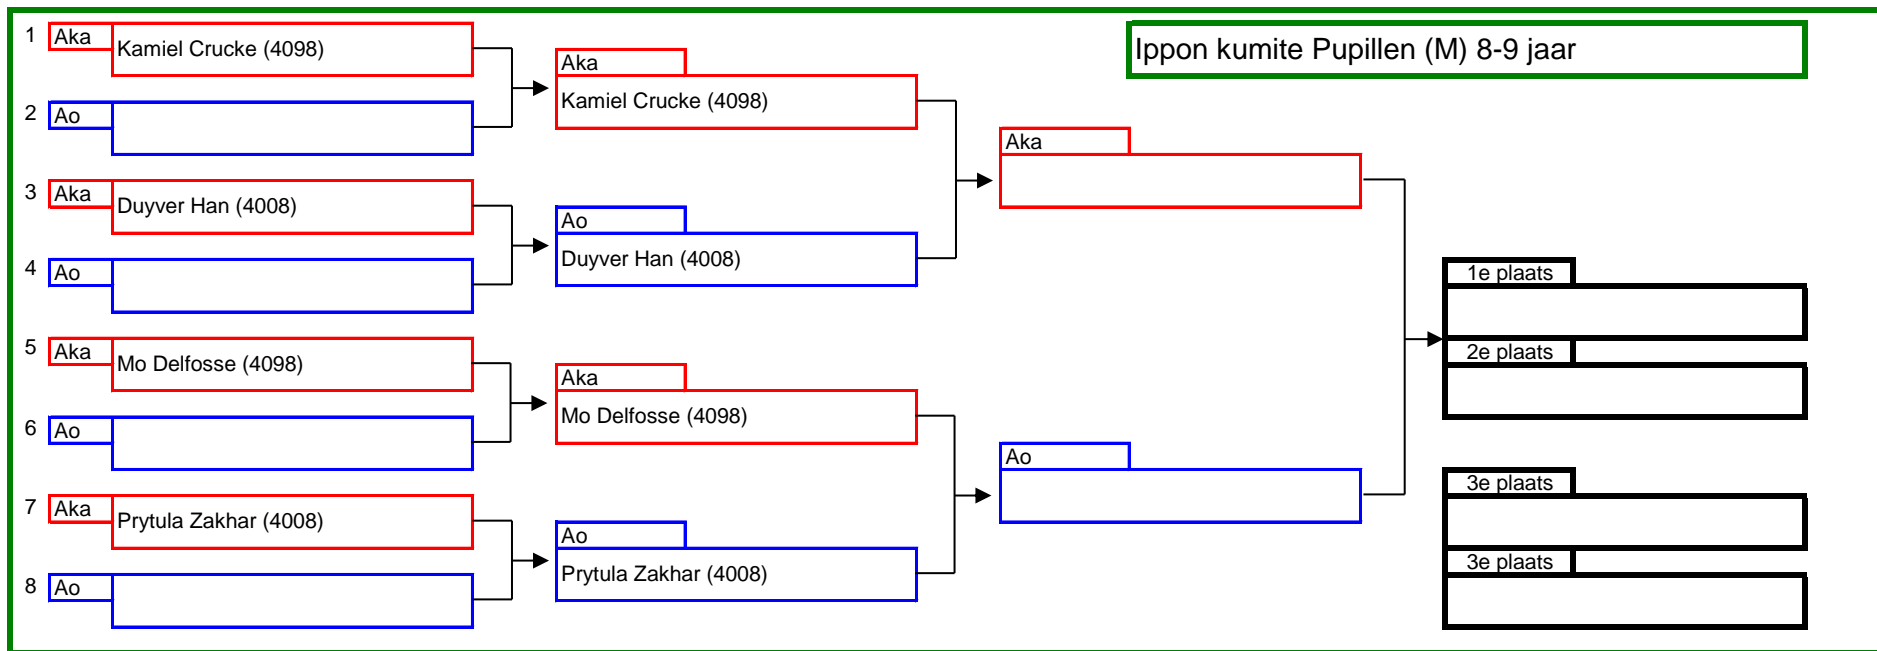 Ippon kumite Pupillen (M) 8-9 jaar
1 Aka
Kamiel Crucke (4098)
2 Ao
3 Aka
Duyver Han (4008)
4 Ao
5 Aka
Mo Delfosse (4098)
6 Ao
7 Aka
Prytula Zakhar (4008)
8 Ao
Aka
Kamiel Crucke (4098)
Ao
Duyver Han (4008)
Aka
Mo Delfosse (4098)
Ao
Prytula Zakhar (4008)
Aka
Ao
1e plaats
2e plaats
3e plaats
3e plaats